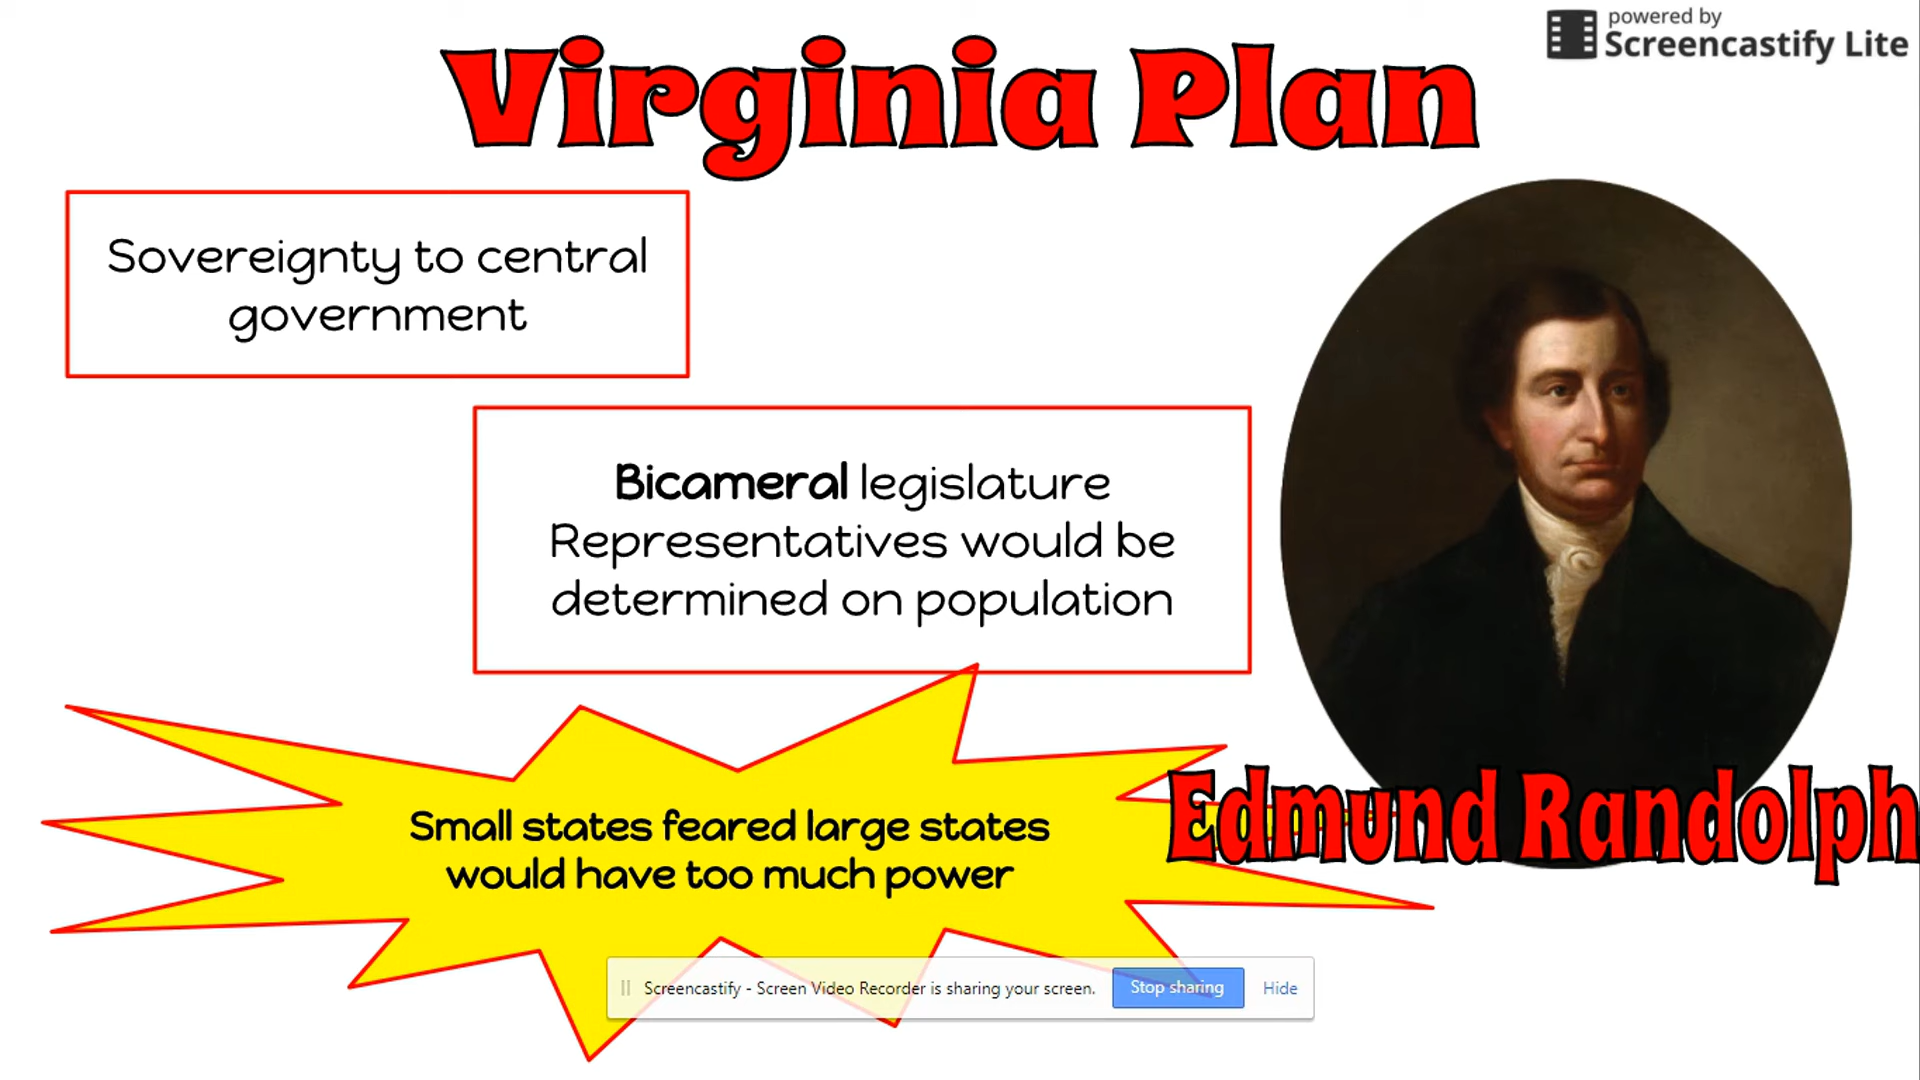 powered by
Screencastify Lite
Virginia Plan
Sovereignty to central
government
Bicameral legislature
Representatives would be
determined on population
Edmund Randolph
Small states feared large states
would have too much power
Screencastify - Screen Video Recorder is sharing your screen. Stop sharing Hide